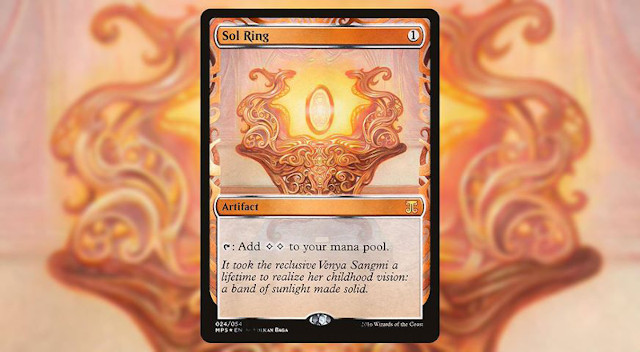 Sol Ring 1
Artifact
: Add to your mana pool.
It took the reclusive Venya Sangmi a
lifetime to realize her childhood vision:
a band of sunlight made solid.
024/054
MPS EN Baga
2016 Wizards of the Coast